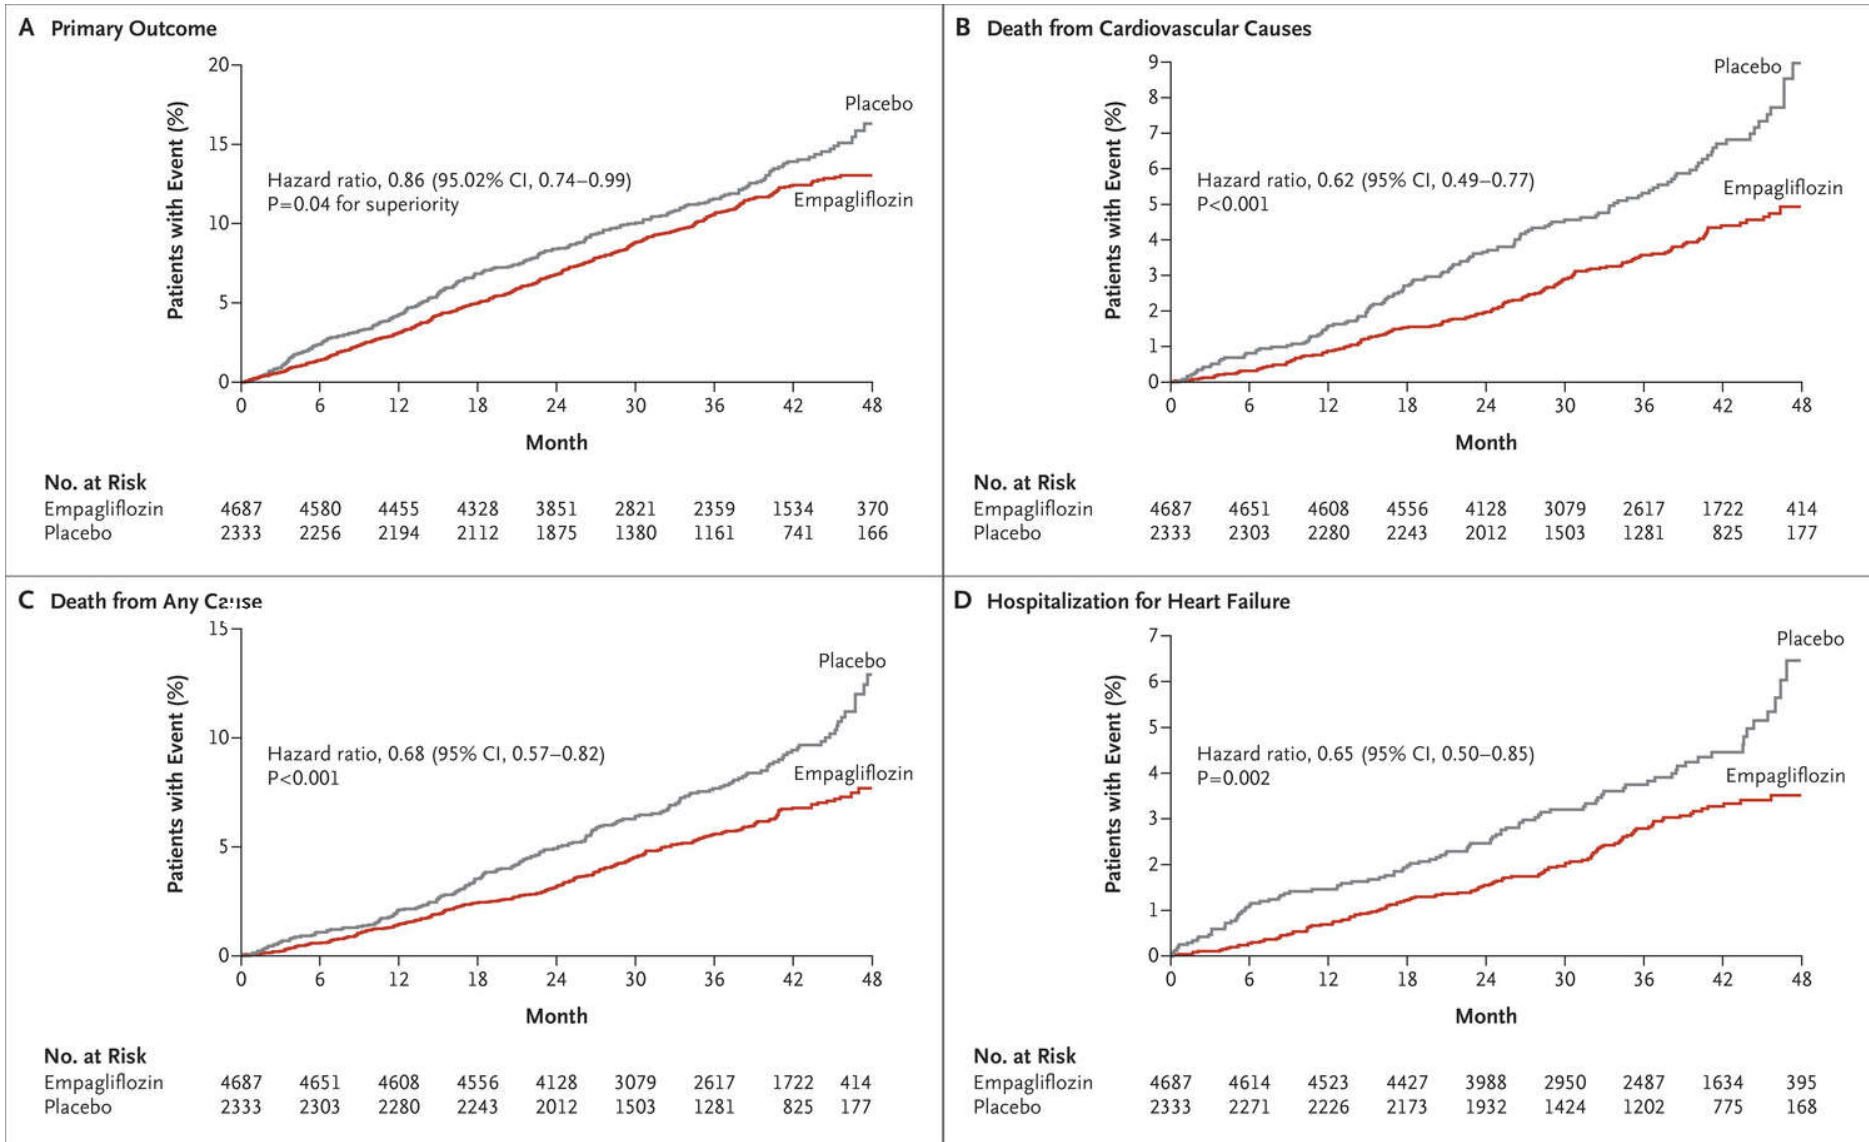 A Primary Outcome
20
15
10
5
0
Patients with Event (%)
Placebo
Hazard ratio, 0.86 (95.02% CI, 0.74–0.99)
P=0.04 for superiority
Empagliflozin
0 6 12 18 24 30 36 42 48
Month
No. at Risk
Empagliflozin 4687 4580 4455 4328 3851 2821 2359 1534 370
Placebo 2333 2256 2194 2112 1875 1380 1161 741 166
B Death from Cardiovascular Causes
9
8
7
6
5
4
3
2
1
0
Patients with Event (%)
Placebo
Hazard ratio, 0.62 (95% CI, 0.49–0.77)
P<0.001
Empagliflozin
0 6 12 18 24 30 36 42 48
Month
No. at Risk
Empagliflozin 4687 4651 4608 4556 4128 3079 2617 1722 414
Placebo 2333 2303 2280 2243 2012 1503 1281 825 177
C Death from Any Cause
15
10
5
0
Patients with Event (%)
Placebo
Hazard ratio, 0.68 (95% CI, 0.57–0.82)
P<0.001
Empagliflozin
0 6 12 18 24 30 36 42 48
Month
No. at Risk
Empagliflozin 4687 4651 4608 4556 4128 3079 2617 1722 414
Placebo 2333 2303 2280 2243 2012 1503 1281 825 177
D Hospitalization for Heart Failure
7
6
5
4
3
2
1
0
Patients with Event (%)
Placebo
Hazard ratio, 0.65 (95% CI, 0.50–0.85)
P=0.002
Empagliflozin
0 6 12 18 24 30 36 42 48
Month
No. at Risk
Empagliflozin 4687 4614 4523 4427 3988 2950 2487 1634 395
Placebo 2333 2271 2226 2173 1932 1424 1202 775 168